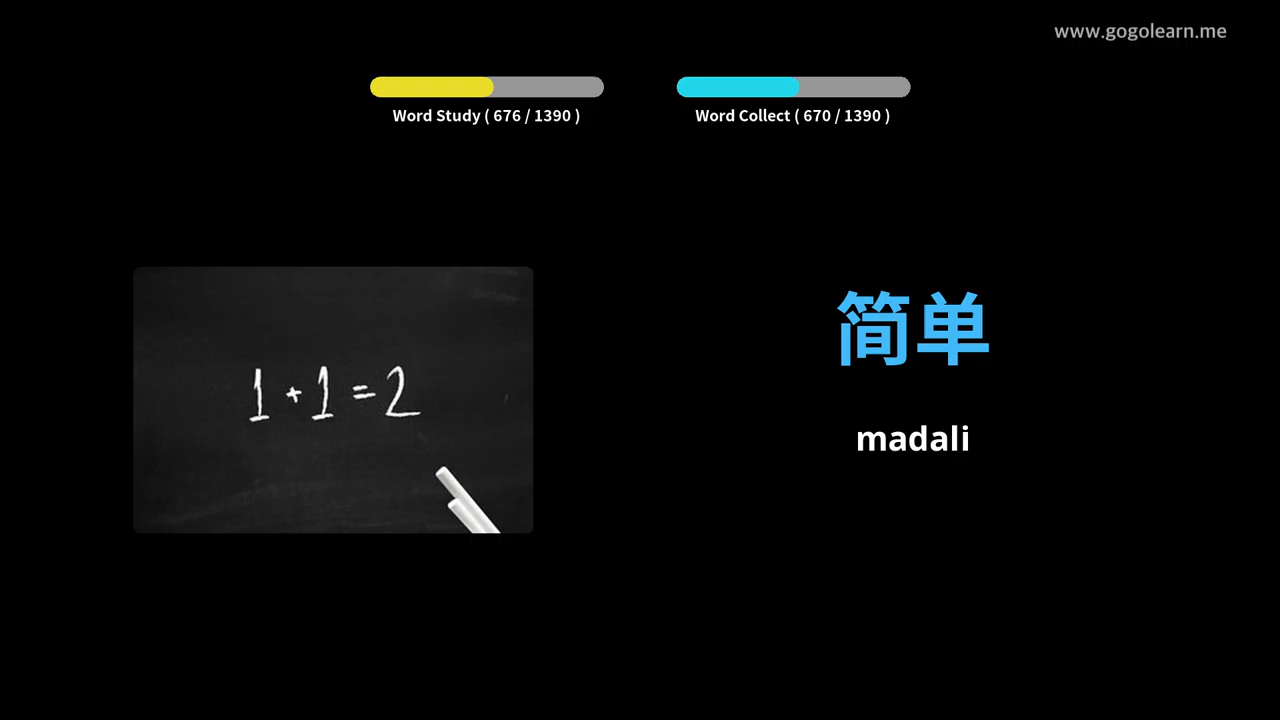 www.gogolearn.me
Word Study ( 676 / 1390 )
Word Collect ( 670 / 1390 )
1 + 1 = 2
简单
madali